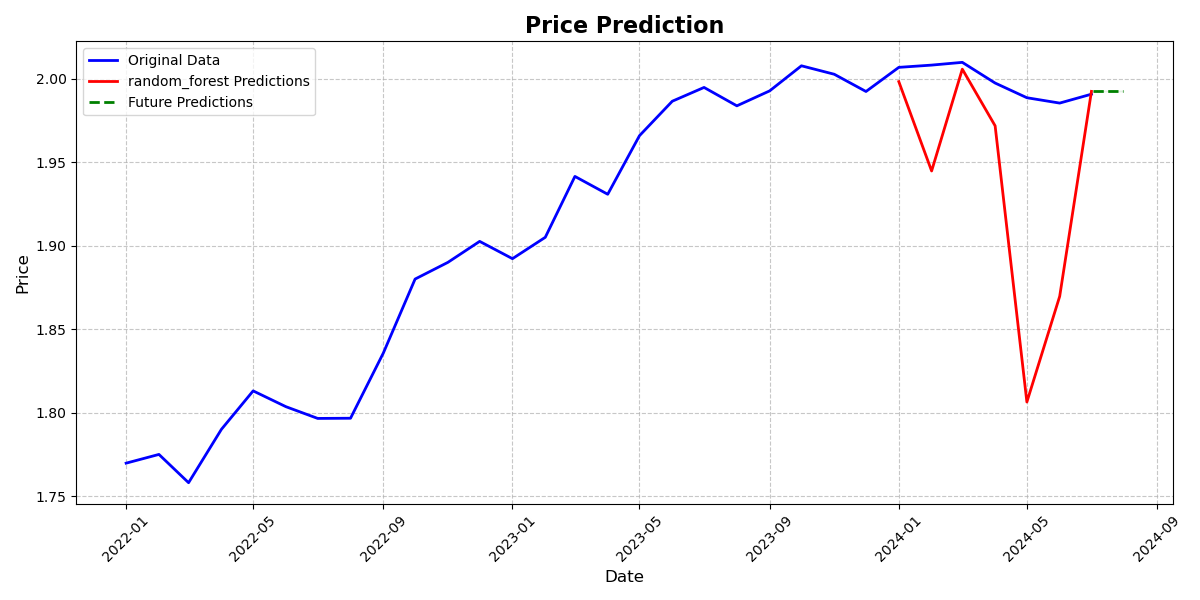 Price Prediction
Original Data
random_forest Predictions
Future Predictions
Price
2.00
1.95
1.90
1.85
1.80
1.75
2022-01
2022-05
2022-09
2023-01
2023-05
2023-09
2024-01
2024-05
2024-09
Date